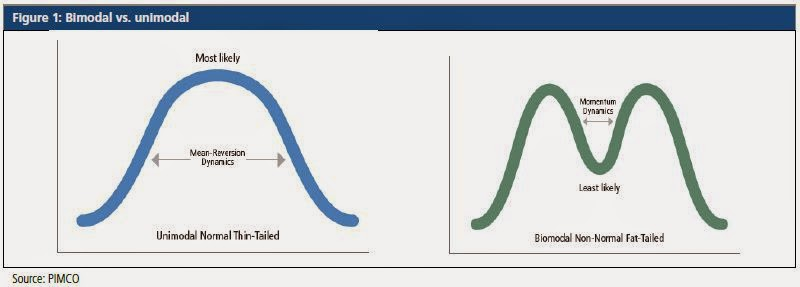 Figure 1: Bimodal vs. unimodal
Most likely
Mean-Reversion
Dynamics
Unimodal Normal Thin-Tailed
Momentum
Dynamics
Least likely
Biomodal Non-Normal Fat-Tailed
Source: PIMCO